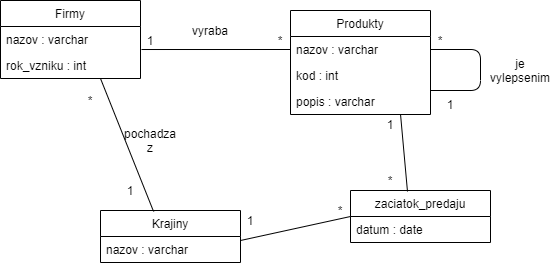 Firmy
nazov : varchar
rok_vzniku : int
1
vyraba
*
Produkty
nazov : varchar
kod : int
popis : varchar
*
1
je
vylepsenim
*
pochadza
z
1
1
*
Krajiny
nazov : varchar
1
*
zaciatok_predaju
datum : date